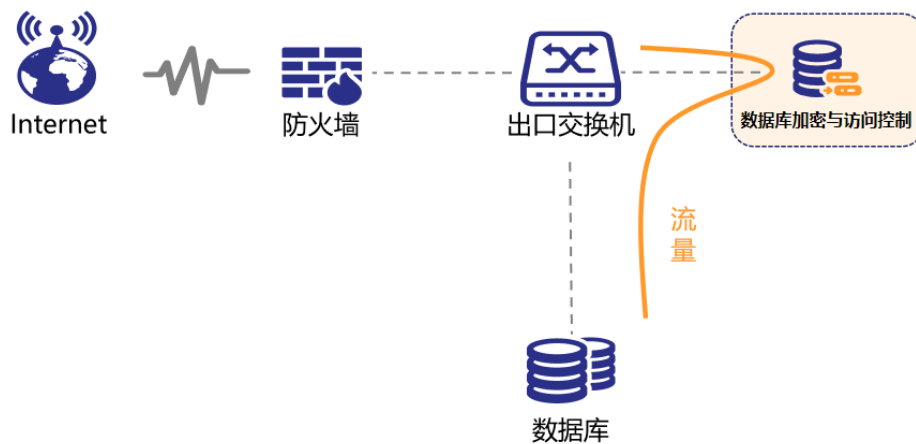 Internet
防火墙
出口交换机
数据库加密与访问控制
流
量
数据库